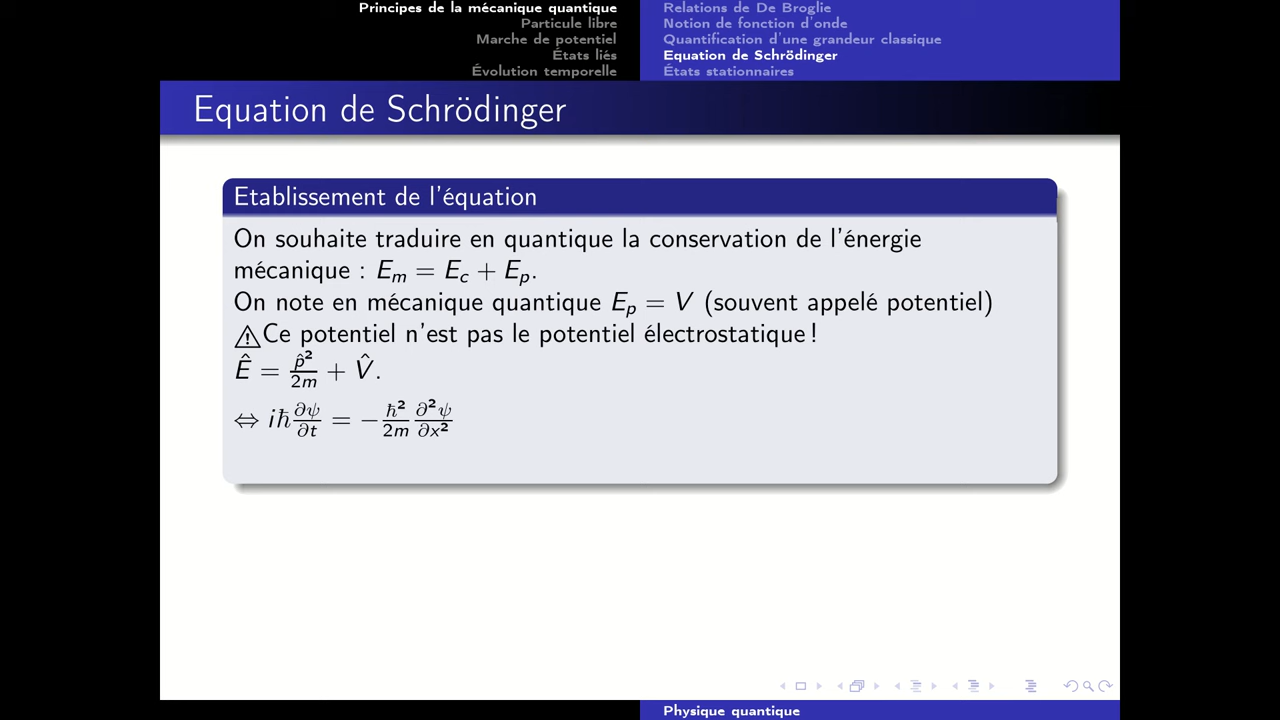 Principes de la mécanique quantique
Particule libre
Marche de potentiel
États liés
Évolution temporelle
Relations de De Broglie
Notion de fonction d'onde
Quantification d'une grandeur classique
Equation de Schrödinger
États stationnaires
Equation de Schrödinger
Etablissement de l'équation
On souhaite traduire en quantique la conservation de l'énergie
mécanique : E_m = E_c + E_p.
On note en mécanique quantique E_p = V (souvent appelé potentiel)
⚠Ce potentiel n'est pas le potentiel électrostatique !
Ê = p̂²/2m + V̂.
⇔ iħ ∂ψ/∂t = −ħ²/2m ∂²ψ/∂x²
Physique quantique